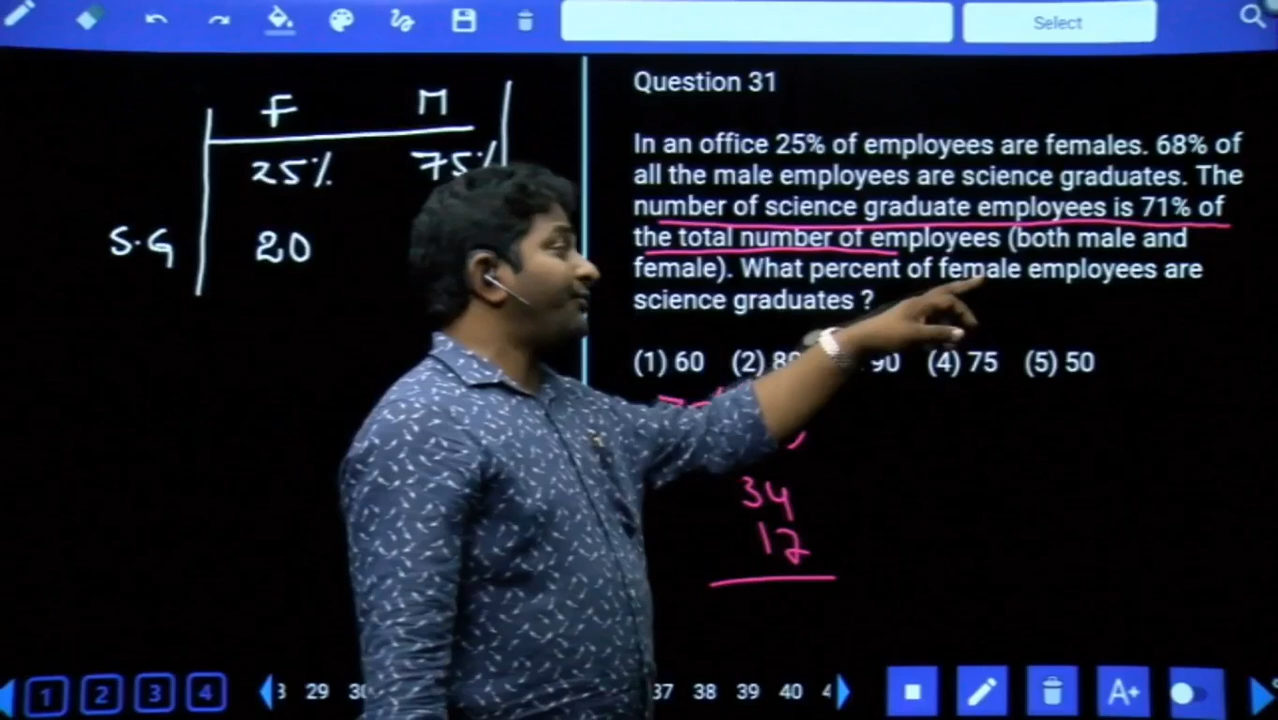 Select
F M
25% 75%
S.G 20
Question 31
In an office 25% of employees are females. 68% of
all the male employees are science graduates. The
number of science graduate employees is 71% of
the total number of employees (both male and
female). What percent of female employees are
science graduates ?
(1) 60 (2) 90 (4) 75 (5) 50
34
17
1 2 3 4
29 37 38 39 40
A+